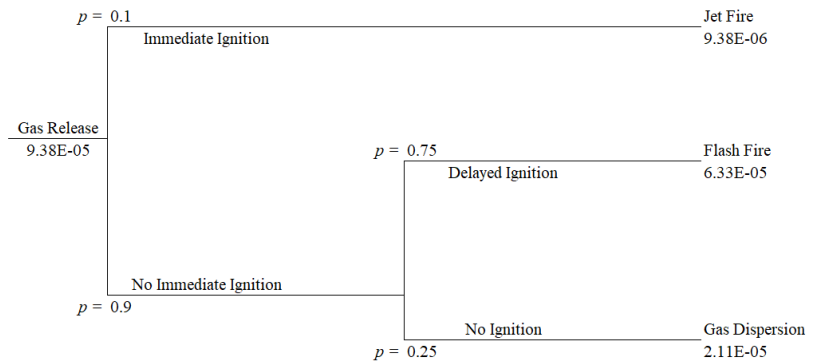 p = 0.1
Jet Fire
Immediate Ignition
9.38E-06
Gas Release
9.38E-05
p = 0.75
Flash Fire
Delayed Ignition
6.33E-05
No Immediate Ignition
p = 0.9
No Ignition
Gas Dispersion
p = 0.25
2.11E-05